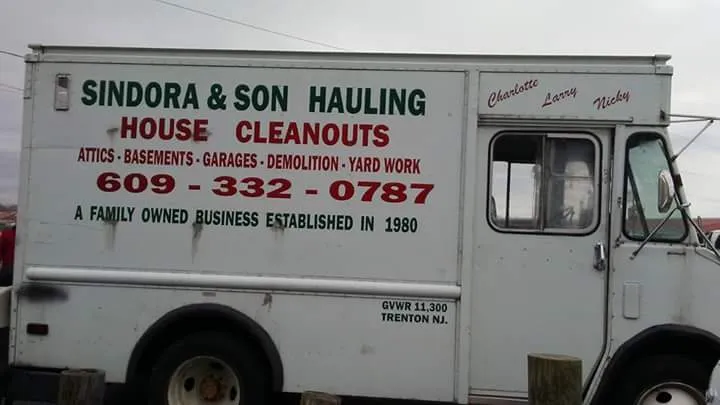 SINDORA & SON HAULING
HOUSE CLEANOUTS
ATTICS - BASEMENTS - GARAGES - DEMOLITION - YARD WORK
609 - 332 - 0787
A FAMILY OWNED BUSINESS ESTABLISHED IN 1980
Charlotte Larry Nicky
GVWR 11,300
TRENTON NJ.